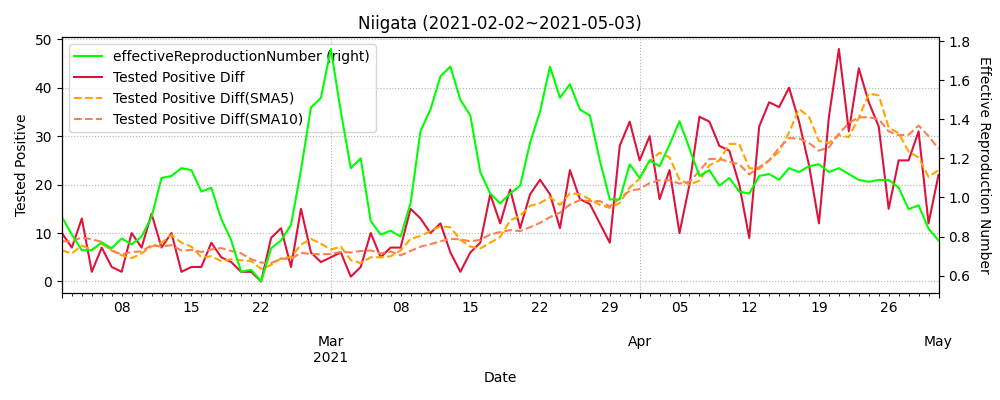 Niigata (2021-02-02~2021-05-03)
effectiveReproductionNumber (right)
Tested Positive Diff
Tested Positive Diff(SMA5)
Tested Positive Diff(SMA10)
Tested Positive
50
40
30
20
10
0
Effective Reproduction Number
1.8
1.6
1.4
1.2
1.0
0.8
0.6
08 15 22 08 15 22 29 05 12 19 26
Mar Apr May
2021
Date